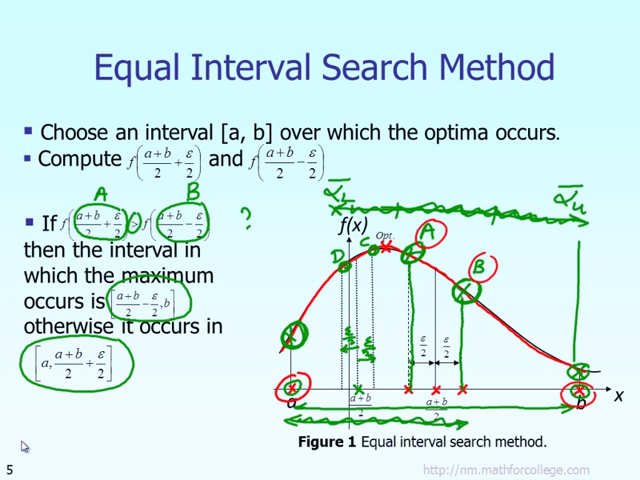 Equal Interval Search Method
▪ Choose an interval [a, b] over which the optima occurs.
▪ Compute f((a+b)/2 + ε/2) and f((a+b)/2 − ε/2)
A B
▪ If f((a+b)/2 + ε/2) > f((a+b)/2 − ε/2) ?
then the interval in
which the maximum
occurs is [(a+b)/2 − ε/2, b]
otherwise it occurs in
[a, (a+b)/2 + ε/2]
f(x)
Opt.
D C A
B
ε/2 ε/2
ε/2 ε/2
a (a+b)/2 (a+b)/2 b x
Figure 1 Equal interval search method.
5
http://nm.mathforcollege.com